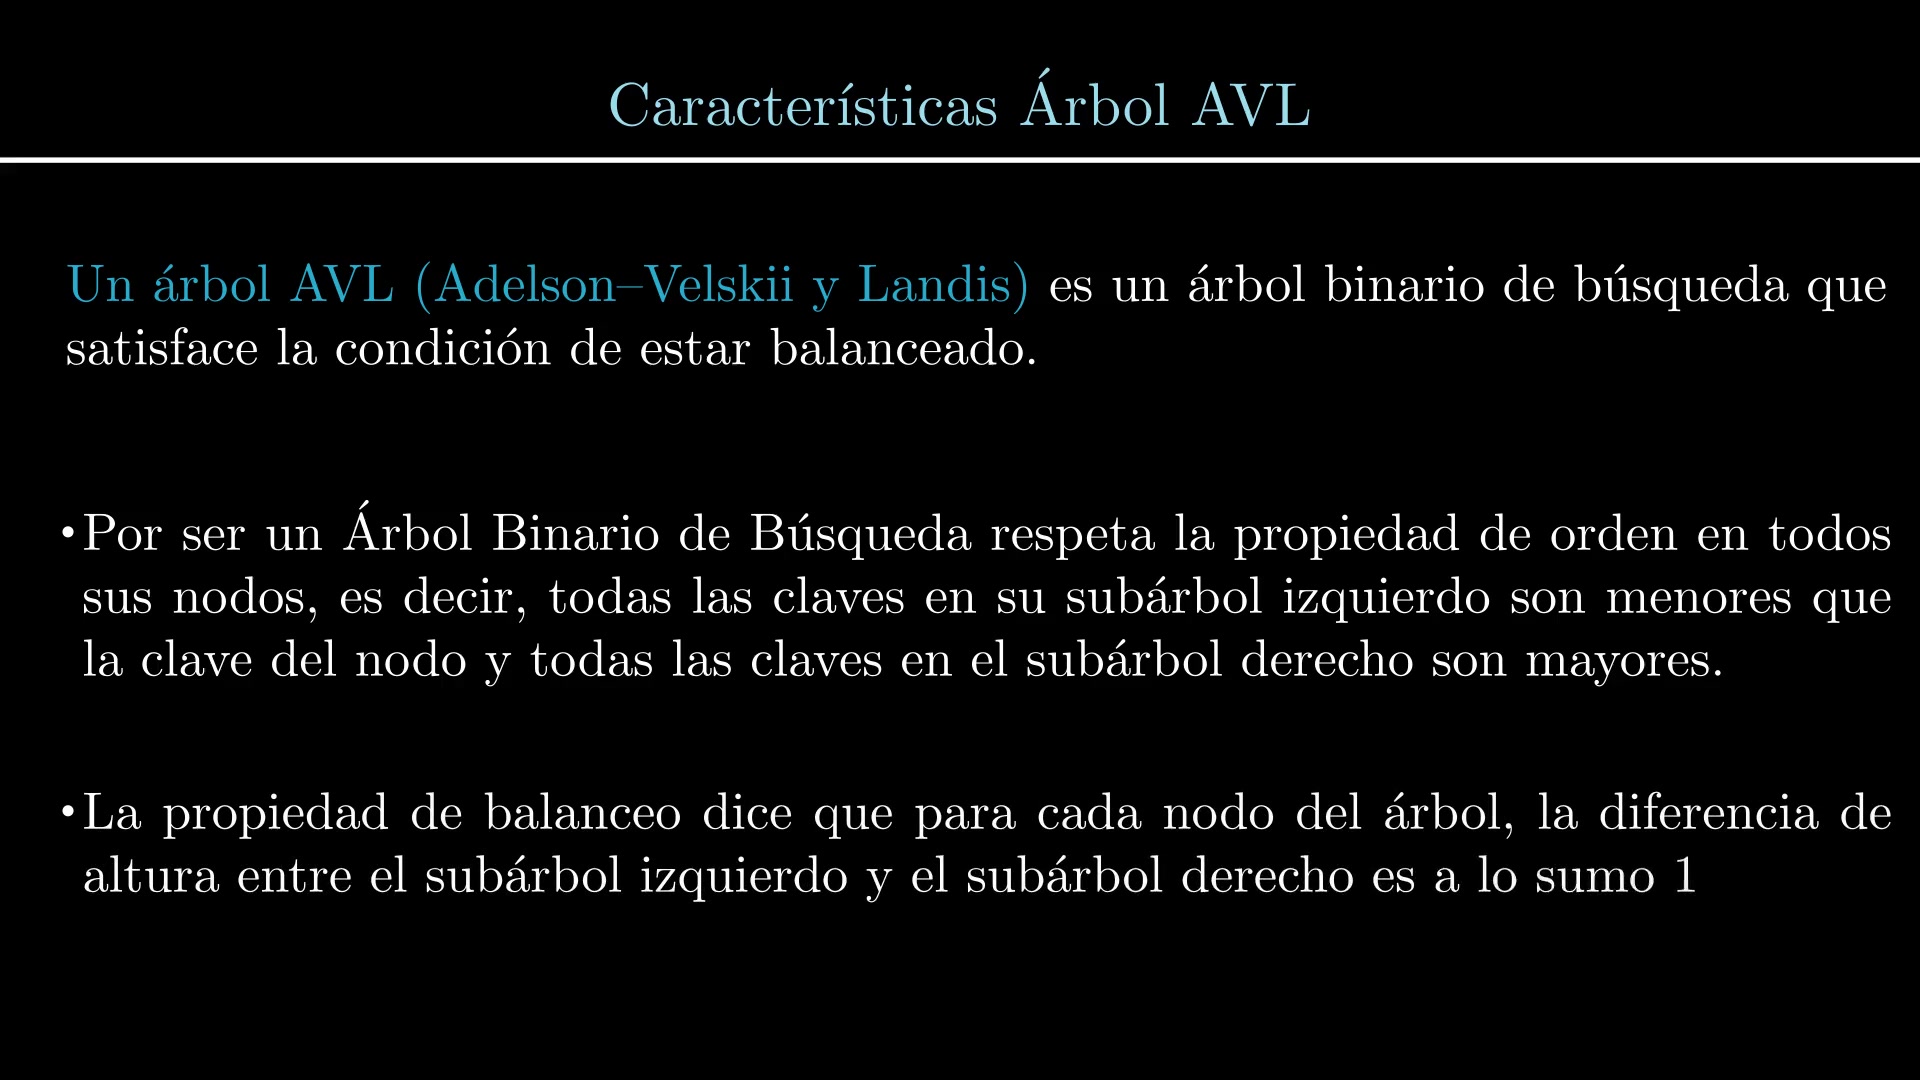 Características Árbol AVL
Un árbol AVL (Adelson–Velskii y Landis) es un árbol binario de búsqueda que
satisface la condición de estar balanceado.
•Por ser un Árbol Binario de Búsqueda respeta la propiedad de orden en todos
sus nodos, es decir, todas las claves en su subárbol izquierdo son menores que
la clave del nodo y todas las claves en el subárbol derecho son mayores.
•La propiedad de balanceo dice que para cada nodo del árbol, la diferencia de
altura entre el subárbol izquierdo y el subárbol derecho es a lo sumo 1